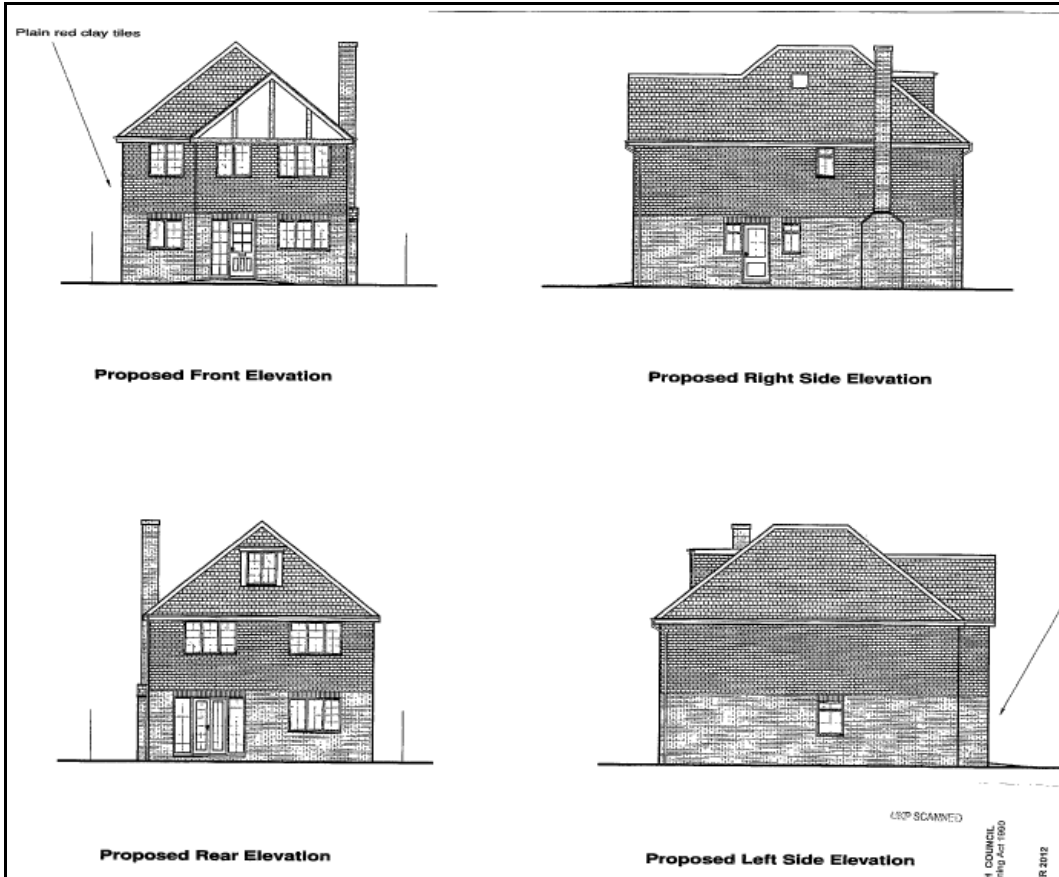 Plain red clay tiles
Proposed Front Elevation
Proposed Right Side Elevation
Proposed Rear Elevation
Proposed Left Side Elevation
SCANNED
COUNCIL
Act 1990
R 2012